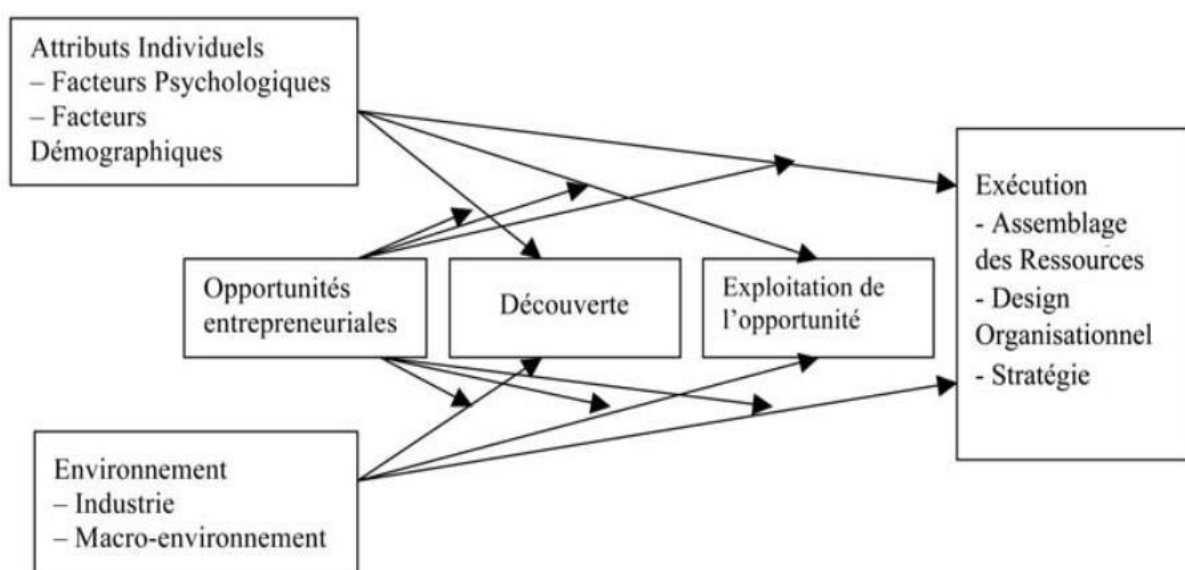 Attributs Individuels
– Facteurs Psychologiques
– Facteurs
Démographiques
Opportunités
entrepreneuriales
Découverte
Exploitation de
l’opportunité
Exécution
- Assemblage
des Ressources
- Design
Organisationnel
- Stratégie
Environnement
– Industrie
– Macro-environnement